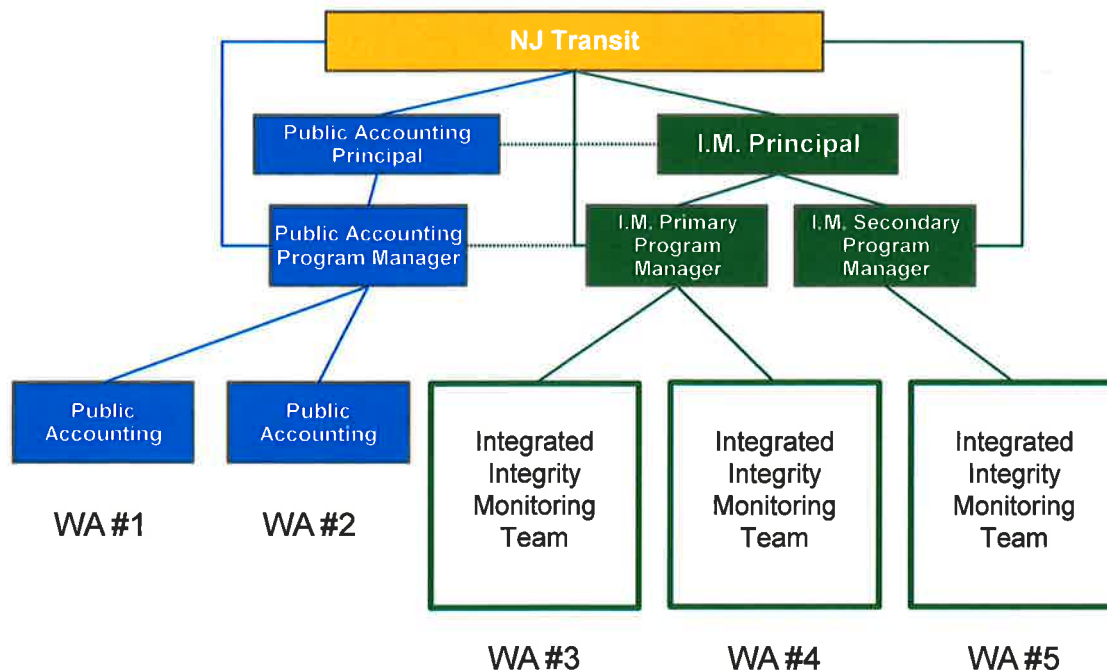 NJ Transit
Public Accounting
Principal
I.M. Principal
Public Accounting
Program Manager
I.M. Primary
Program
Manager
I.M. Secondary
Program
Manager
Public
Accounting
Public
Accounting
Integrated
Integrity
Monitoring
Team
Integrated
Integrity
Monitoring
Team
Integrated
Integrity
Monitoring
Team
WA #1
WA #2
WA #3
WA #4
WA #5